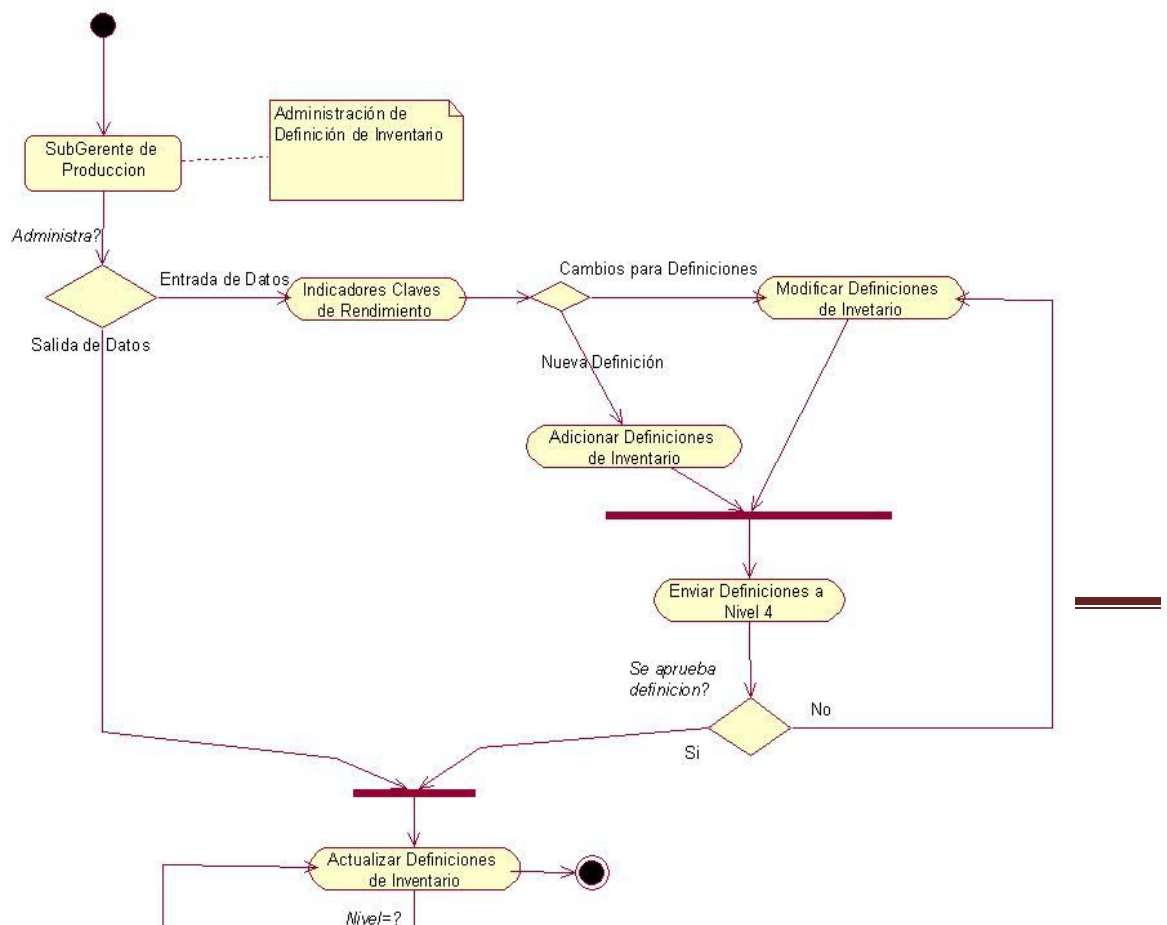 Administración de
Definición de Inventario
SubGerente de
Produccion
Administra?
Entrada de Datos
Indicadores Claves
de Rendimiento
Cambios para Definiciones
Modificar Definiciones
de Invetario
Salida de Datos
Nueva Definición
Adicionar Definiciones
de Inventario
Enviar Definiciones a
Nivel 4
Se aprueba
definicion?
No
Si
Actualizar Definiciones
de Inventario
Nivel=?